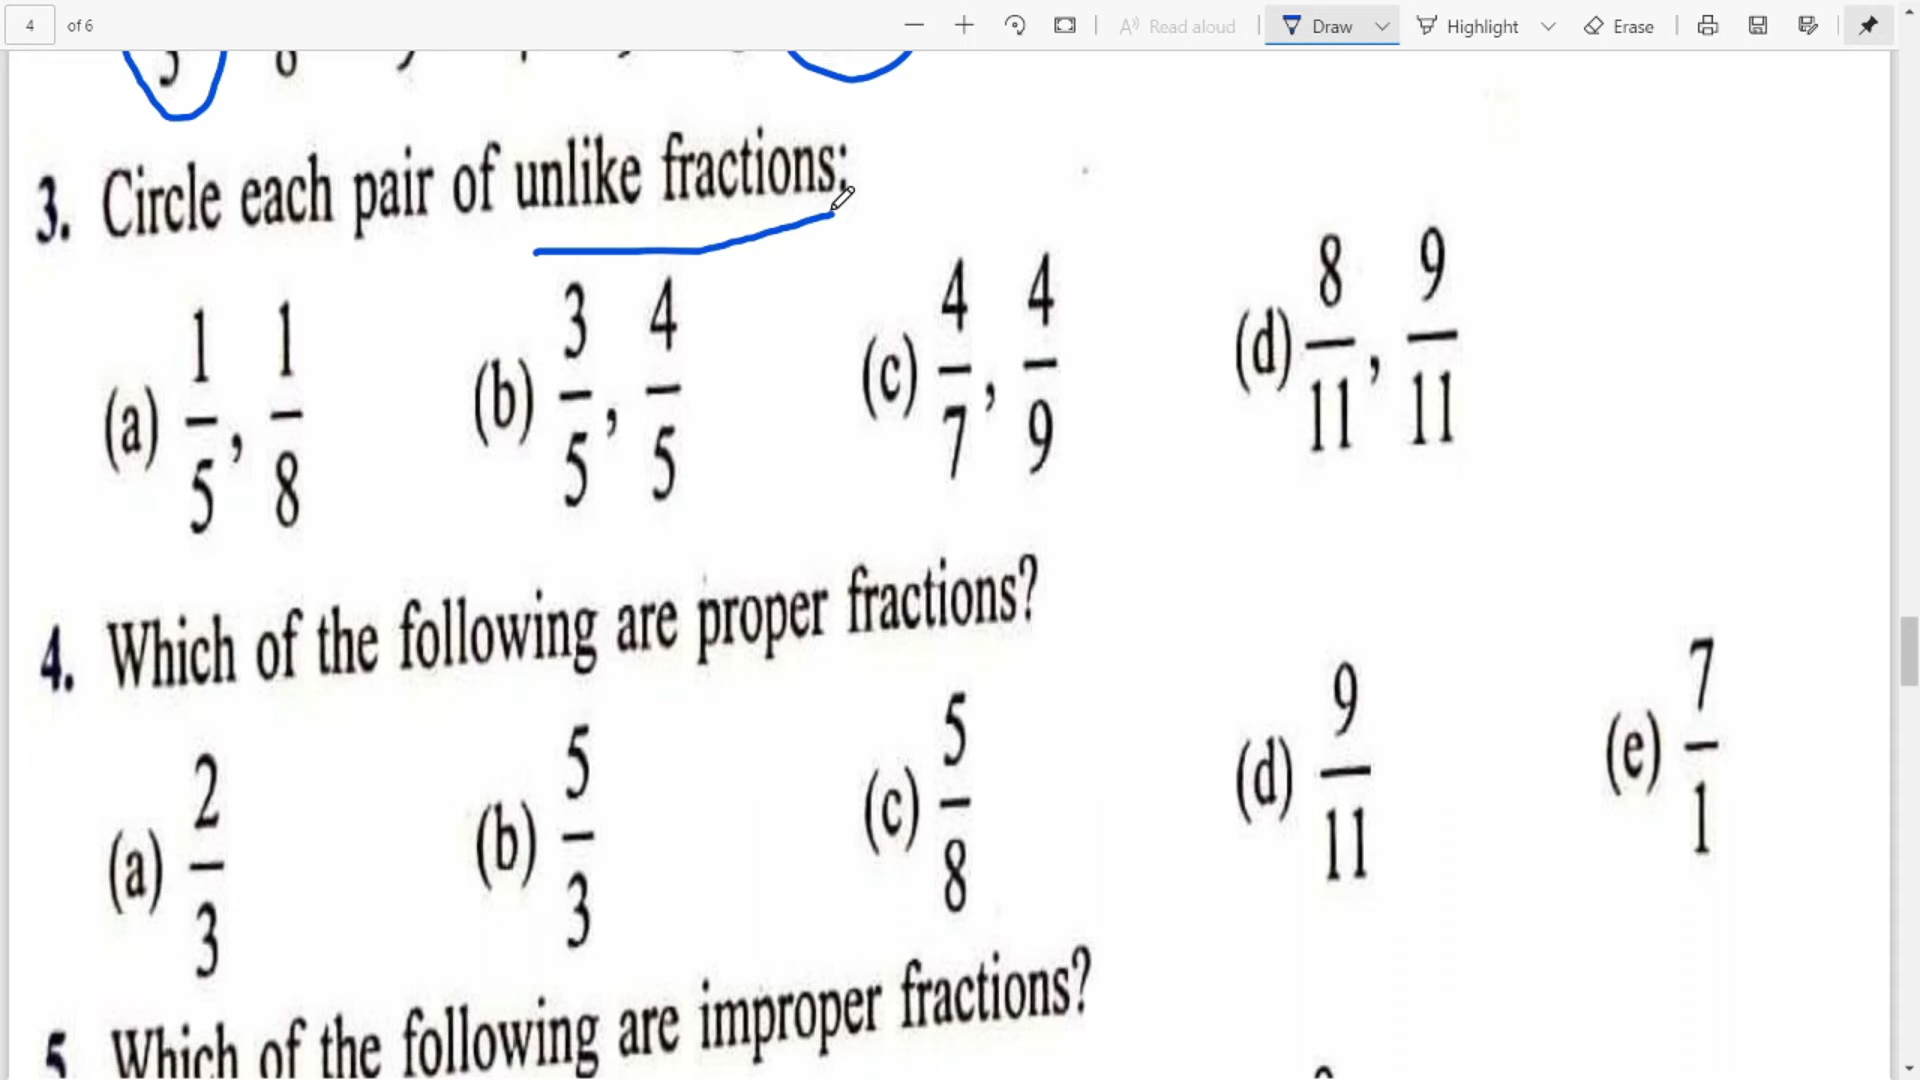 4 of 6 Read aloud Draw Highlight Erase
3. Circle each pair of unlike fractions:
(a) 1/5, 1/8 (b) 3/5, 4/5 (c) 4/7, 4/9 (d) 8/11, 9/11
4. Which of the following are proper fractions?
(a) 2/3 (b) 5/3 (c) 5/8 (d) 9/11 (e) 7/1
5. Which of the following are improper fractions?